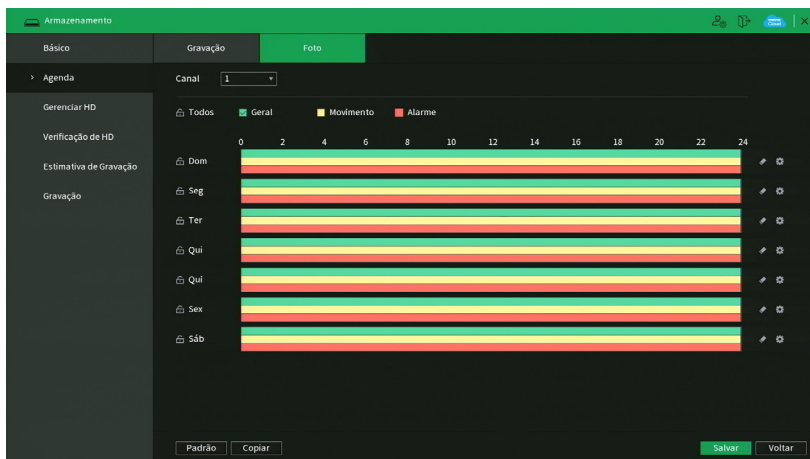 Armazenamento
Básico
Gravação Foto
Agenda
Canal 1
Gerenciar HD
Todos Geral Movimento Alarme
Verificação de HD
0 2 4 6 8 10 12 14 16 18 20 22 24
Estimativa de Gravação
Dom
Gravação
Seg
Ter
Qui
Qui
Sex
Sáb
Padrão Copiar Salvar Voltar